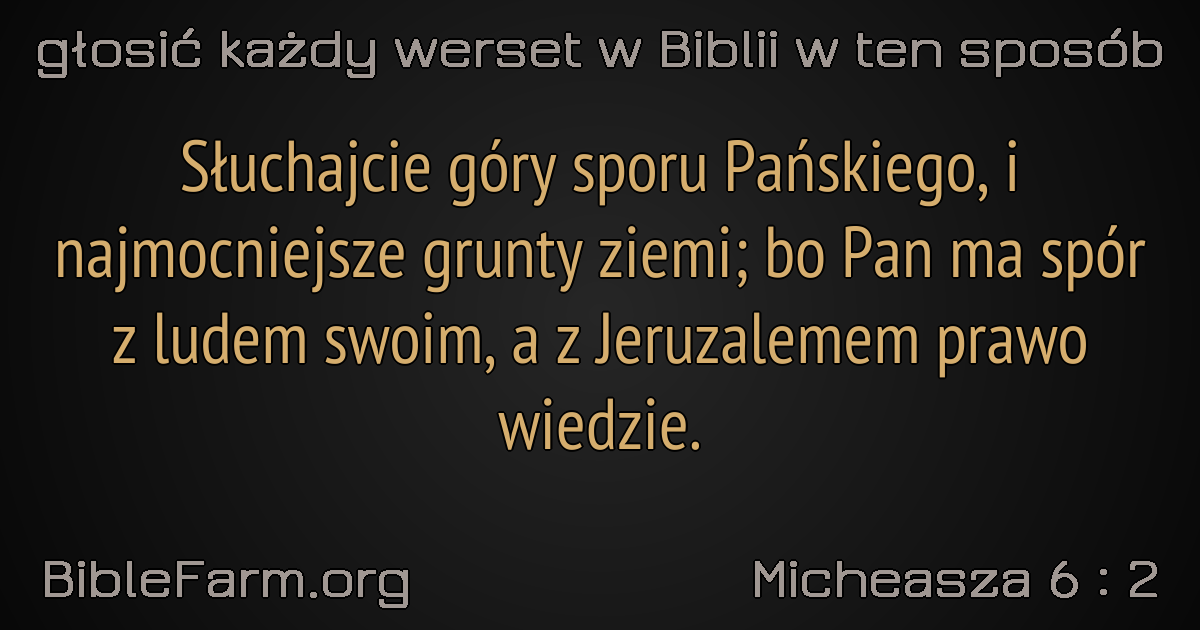 głosić każdy werset w Biblii w ten sposób
Słuchajcie góry sporu Pańskiego, i
najmocniejsze grunty ziemi; bo Pan ma spór
z ludem swoim, a z Jeruzalemem prawo
wiedzie.
BibleFarm.org
Micheasza 6 : 2